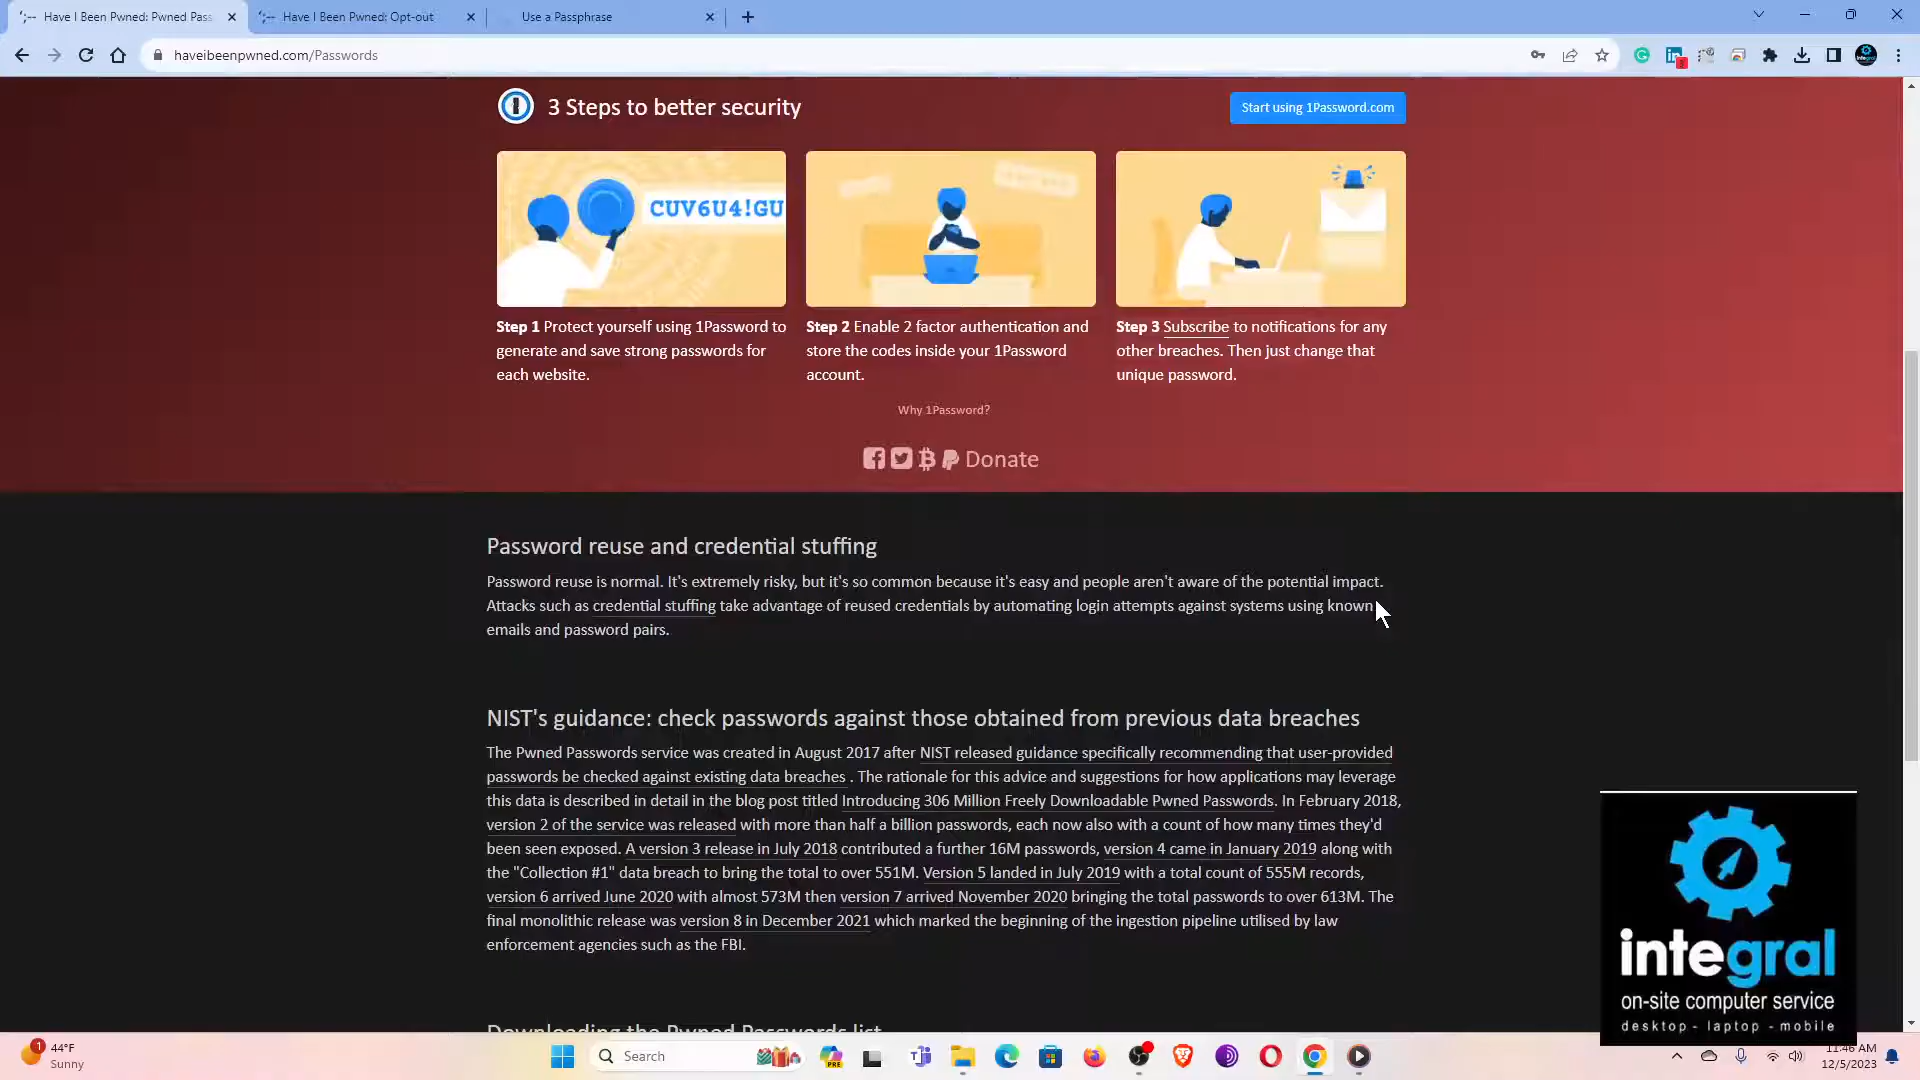 Have I Been Pwned: Pwned Pass
Have I Been Pwned: Opt-out
Use a Passphrase
haveibeenpwned.com/Passwords
3 Steps to better security
Start using 1Password.com
CUV6U4!GU
Step 1 Protect yourself using 1Password to
generate and save strong passwords for
each website.
Step 2 Enable 2 factor authentication and
store the codes inside your 1Password
account.
Step 3 Subscribe to notifications for any
other breaches. Then just change that
unique password.
Why 1Password?
Donate
Password reuse and credential stuffing
Password reuse is normal. It's extremely risky, but it's so common because it's easy and people aren't aware of the potential impact.
Attacks such as credential stuffing take advantage of reused credentials by automating login attempts against systems using known
emails and password pairs.
NIST's guidance: check passwords against those obtained from previous data breaches
The Pwned Passwords service was created in August 2017 after NIST released guidance specifically recommending that user-provided
passwords be checked against existing data breaches . The rationale for this advice and suggestions for how applications may leverage
this data is described in detail in the blog post titled Introducing 306 Million Freely Downloadable Pwned Passwords. In February 2018,
version 2 of the service was released with more than half a billion passwords, each now also with a count of how many times they'd
been seen exposed. A version 3 release in July 2018 contributed a further 16M passwords, version 4 came in January 2019 along with
the "Collection #1" data breach to bring the total to over 551M. Version 5 landed in July 2019 with a total count of 555M records,
version 6 arrived June 2020 with almost 573M then version 7 arrived November 2020 bringing the total passwords to over 613M. The
final monolithic release was version 8 in December 2021 which marked the beginning of the ingestion pipeline utilised by law
enforcement agencies such as the FBI.
Downloading the Pwned Passwords list
integral
on-site computer service
desktop - laptop - mobile
1
44°F
Sunny
Search
PRE
11:46 AM
12/5/2023